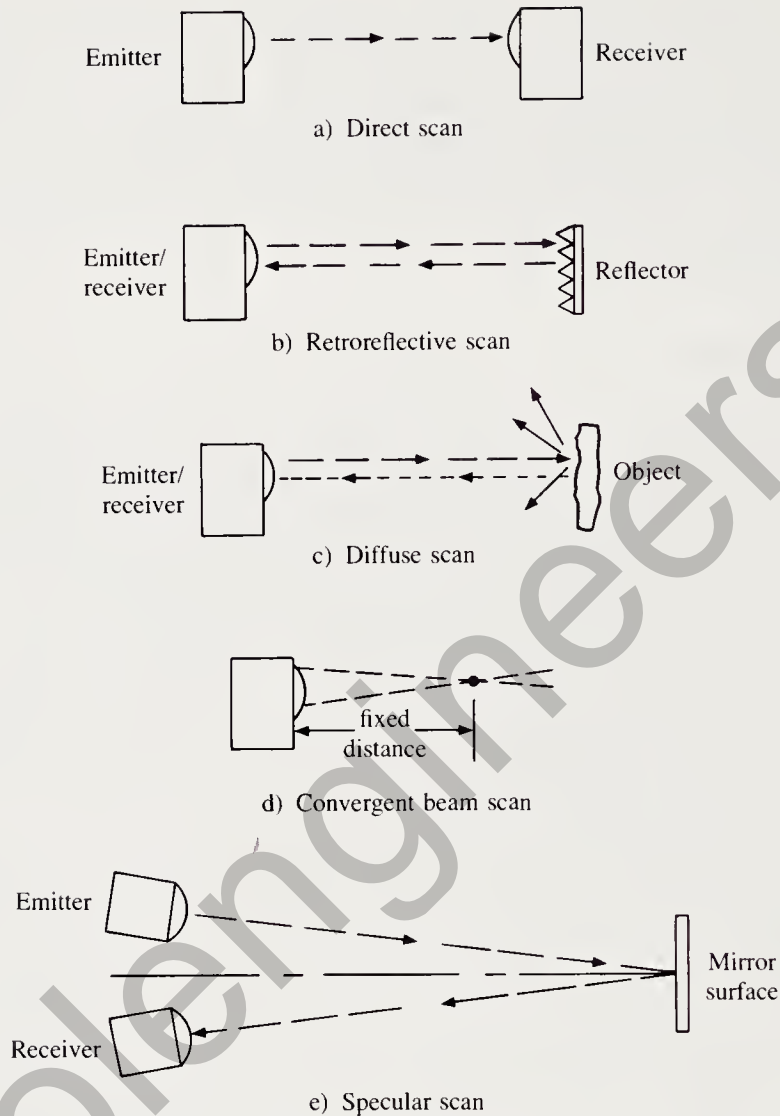 Emitter
Receiver
a) Direct scan
Emitter/
receiver
Reflector
b) Retroreflective scan
Emitter/
receiver
Object
c) Diffuse scan
fixed
distance
d) Convergent beam scan
Emitter
Mirror
surface
Receiver
e) Specular scan
plengineers